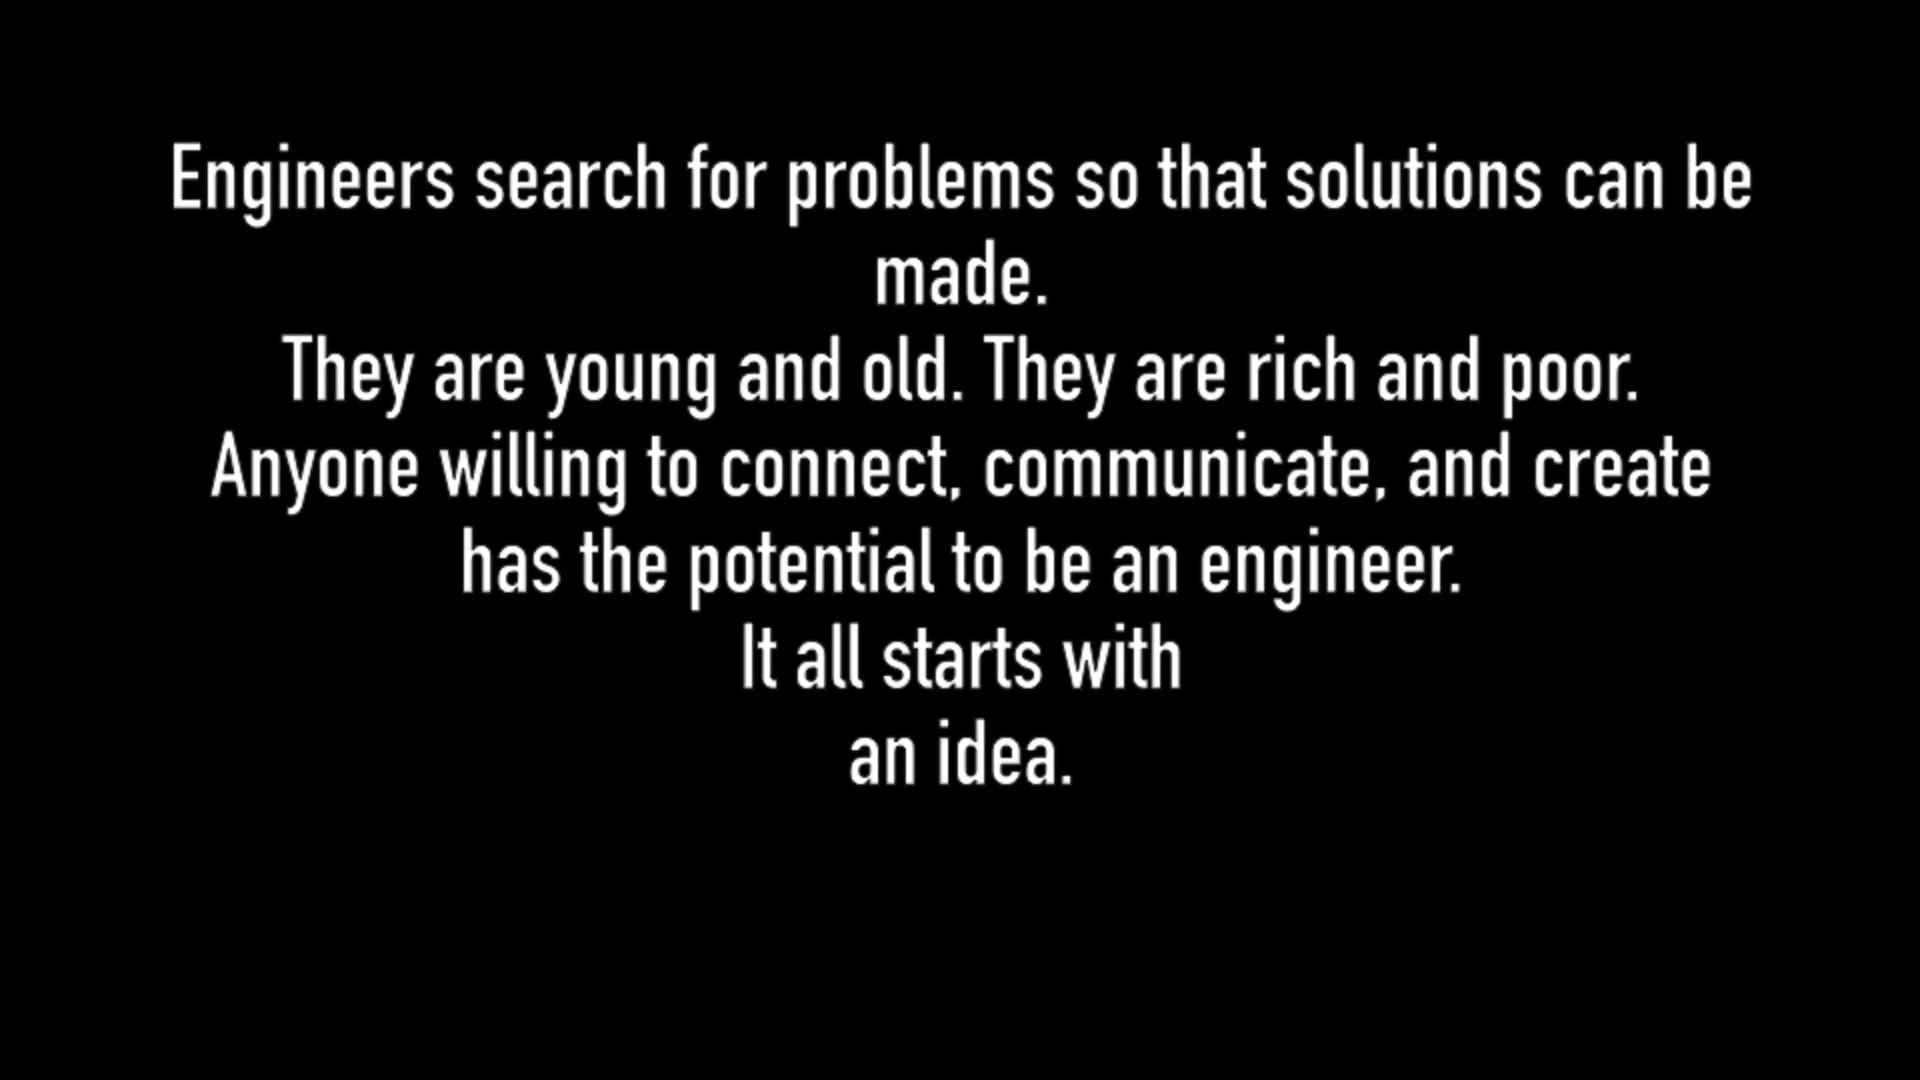 Engineers search for problems so that solutions can be
made.
They are young and old. They are rich and poor.
Anyone willing to connect, communicate, and create
has the potential to be an engineer.
It all starts with
an idea.